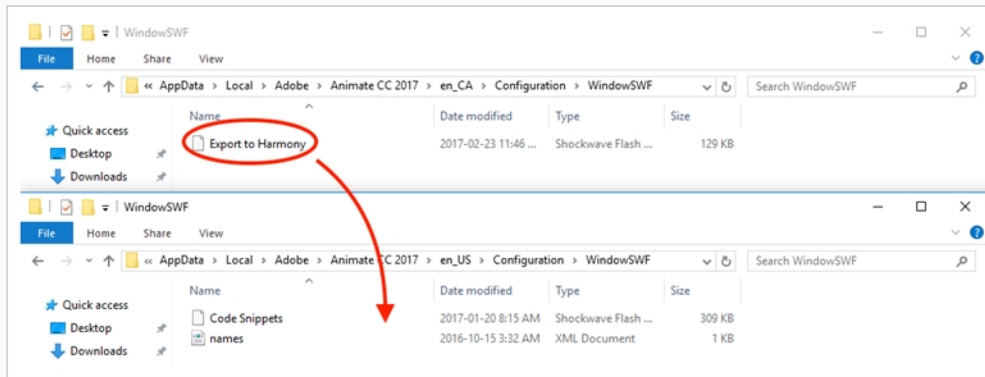 WindowSWF
File Home Share View
« AppData > Local > Adobe > Animate CC 2017 > en_CA > Configuration > WindowSWF Search WindowSWF
Name Date modified Type Size
Quick access
Export to Harmony 2017-02-23 11:46 ... Shockwave Flash ... 129 KB
Desktop
Downloads
WindowSWF
File Home Share View
« AppData > Local > Adobe > Animate CC 2017 > en_US > Configuration > WindowSWF Search WindowSWF
Name Date modified Type Size
Quick access
Code Snippets 2017-01-20 8:15 AM Shockwave Flash ... 309 KB
Desktop
names 2016-10-15 3:32 AM XML Document 1 KB
Downloads